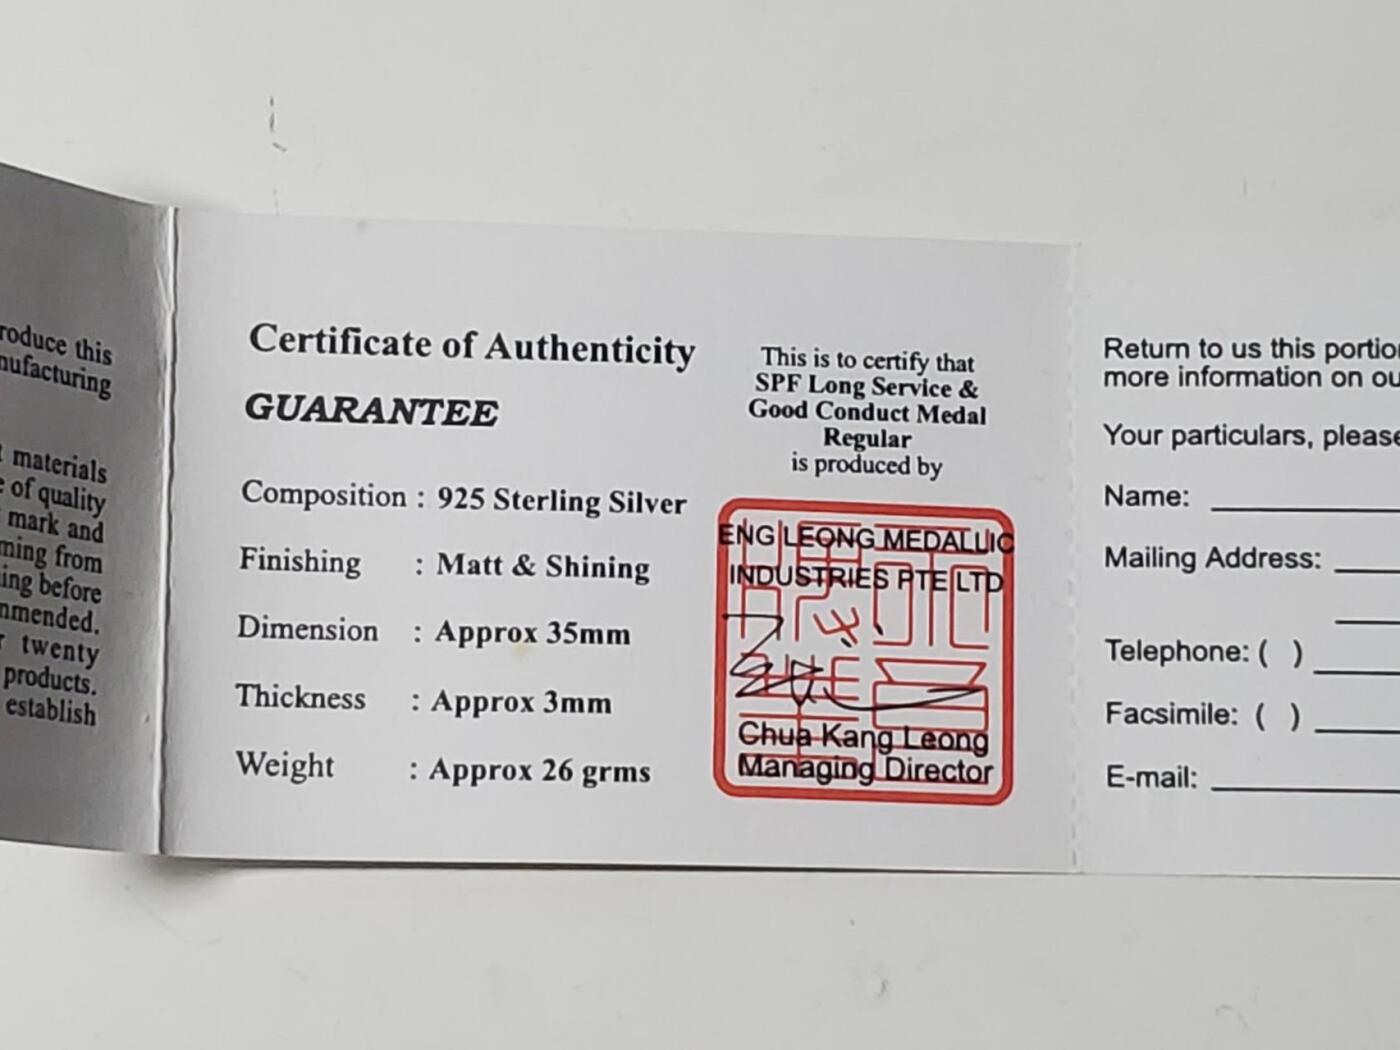 roduce this
nufacturing
materials
of quality
mark and
ming from
ing before
mmended.
twenty
products.
establish
Certificate of Authenticity
GUARANTEE
Composition : 925 Sterling Silver
Finishing : Matt & Shining
Dimension : Approx 35mm
Thickness : Approx 3mm
Weight : Approx 26 grms
This is to certify that
SPF Long Service &
Good Conduct Medal
Regular
is produced by
ENG LEONG MEDALLIC
INDUSTRIES PTE LTD
Chua Kang Leong
Managing Director
Return to us this portio
more information on ou
Your particulars, please
Name:
Mailing Address:
Telephone: ( )
Facsimile: ( )
E-mail: